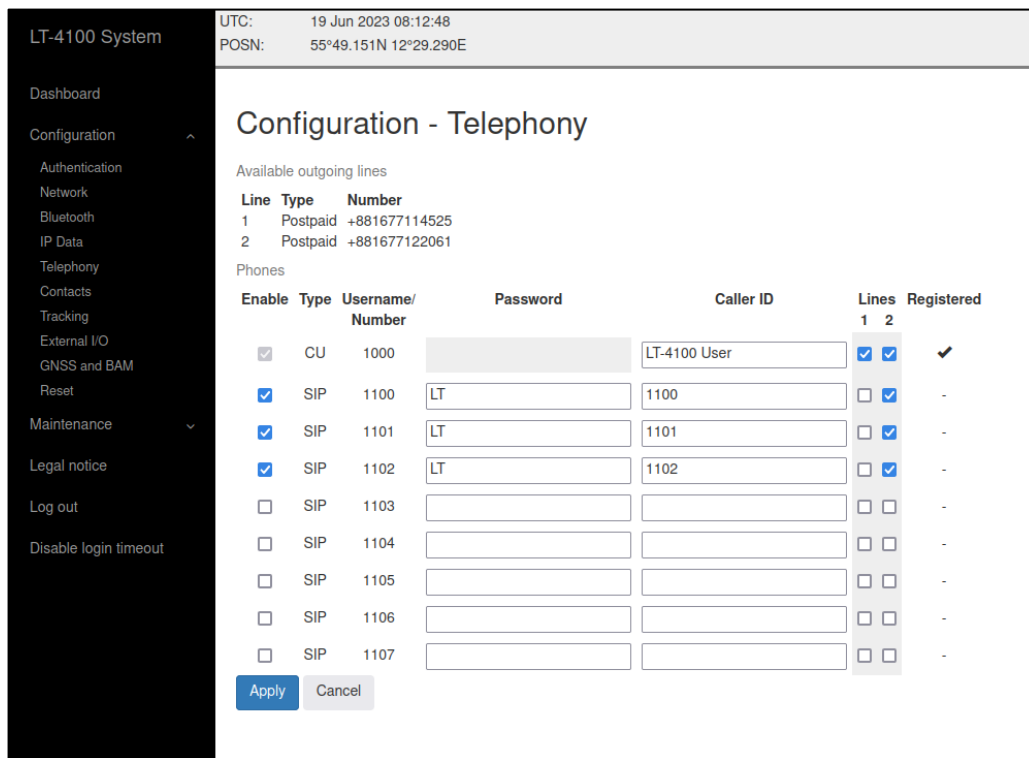 LT-4100 System
UTC: 19 Jun 2023 08:12:48
POSN: 55°49.151N 12°29.290E
Dashboard
Configuration
Authentication
Network
Bluetooth
IP Data
Telephony
Contacts
Tracking
External I/O
GNSS and BAM
Reset
Maintenance
Legal notice
Log out
Disable login timeout
Configuration - Telephony
Available outgoing lines
Line Type Number
1 Postpaid +881677114525
2 Postpaid +881677122061
Phones
Enable Type Username/ Password Caller ID Lines Registered
Number 1 2
CU 1000 LT-4100 User
SIP 1100 LT 1100 -
SIP 1101 LT 1101 -
SIP 1102 LT 1102 -
SIP 1103 -
SIP 1104 -
SIP 1105 -
SIP 1106 -
SIP 1107 -
Apply Cancel